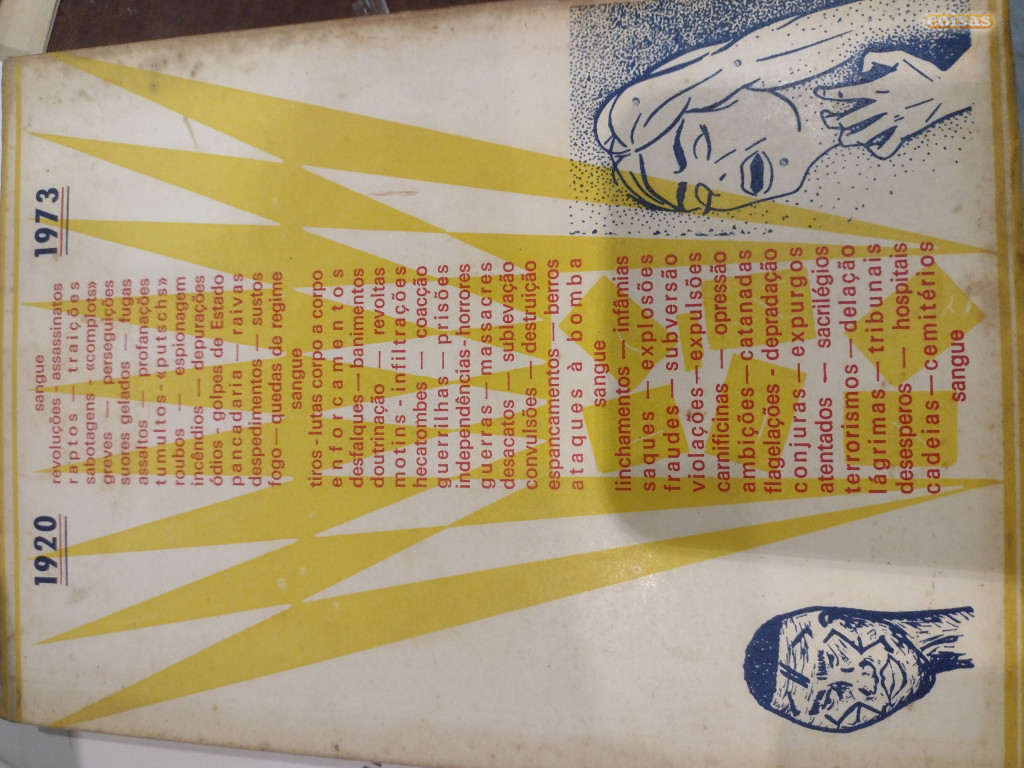 1920 1973
sangue
revoluções - assassinatos
raptos - traições
sabotagens - «complots»
greves — perseguições
suores gelados — fugas
assaltos — profanações
tumultos - «putschs»
roubos — espionagem
incêndios — depurações
ódios - golpes de Estado
pancadaria — raivas
despedimentos — sustos
fogo — quedas de regime
sangue
tiros - lutas corpo a corpo
enforcamentos
desfalques — banimentos
doutrinação — revoltas
motins - infiltrações
hecatombes — coacção
guerrilhas — prisões
independências - horrores
guerras — massacres
desacatos — sublevação
convulsões — destruição
espancamentos — berros
ataques à bomba
sangue
linchamentos — infâmias
saques — explosões
fraudes — subversão
violações — expulsões
carnificinas — opressão
ambições — catanadas
flagelações - depradação
conjuras — expurgos
atentados — sacrilégios
terrorismos — delação
lágrimas — tribunais
desesperos — hospitais
cadeias — cemitérios
sangue
coisas